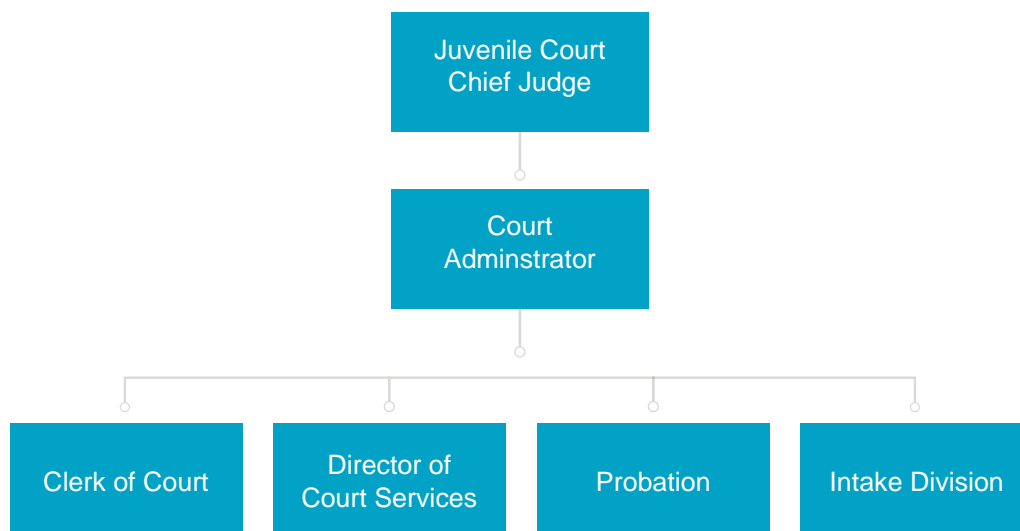 Juvenile Court
Chief Judge
Court
Adminstrator
Clerk of Court
Director of
Court Services
Probation
Intake Division